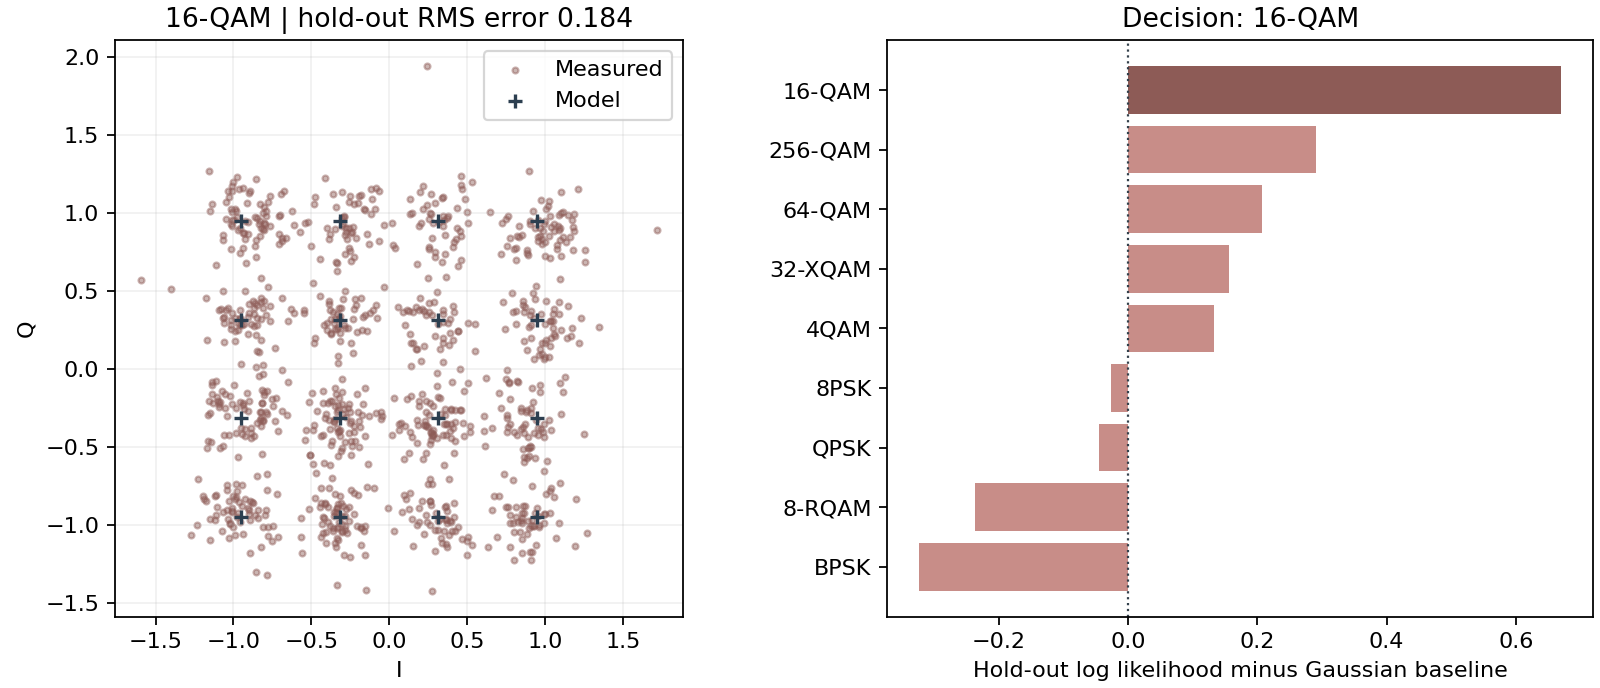 16-QAM | hold-out RMS error 0.184
Measured
Model
2.0
1.5
1.0
0.5
0.0
−0.5
−1.0
−1.5
Q
−1.5
−1.0
−0.5
0.0
0.5
1.0
1.5
I
Decision: 16-QAM
16-QAM
256-QAM
64-QAM
32-XQAM
4QAM
8PSK
QPSK
8-RQAM
BPSK
−0.2
0.0
0.2
0.4
0.6
Hold-out log likelihood minus Gaussian baseline